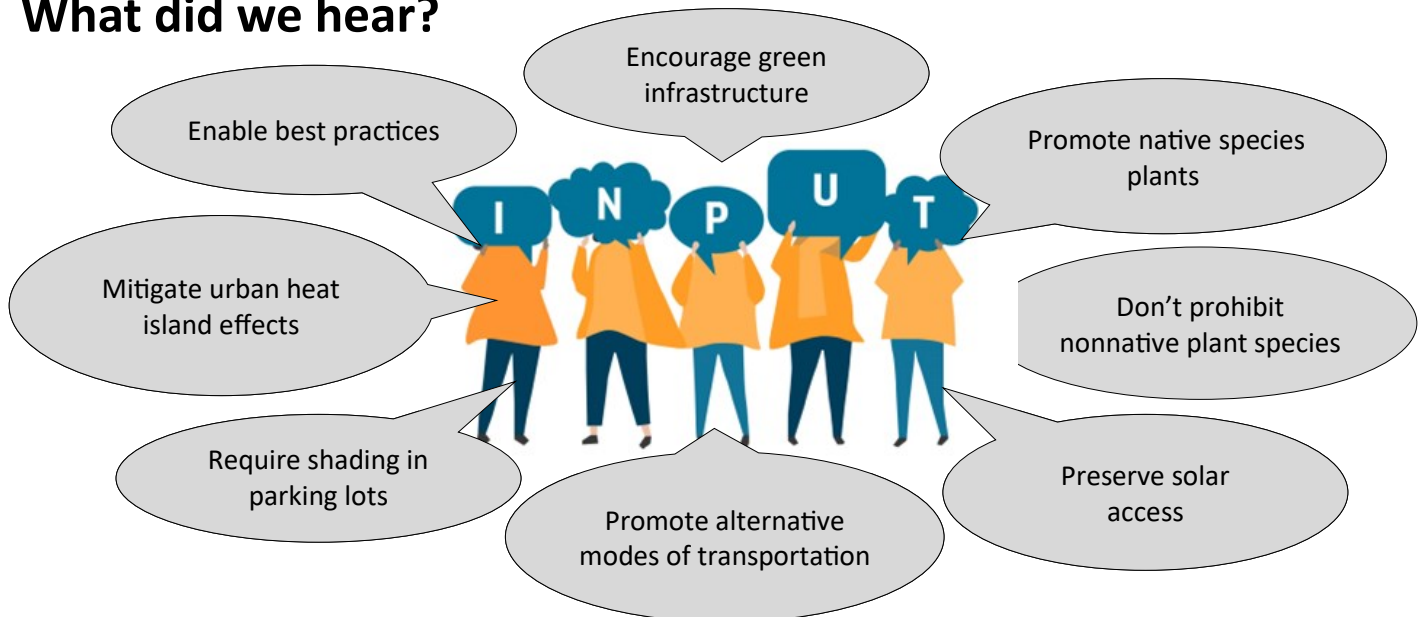 What did we hear?
Encourage green
infrastructure
Enable best practices
Promote native species
plants
I N P U T
Mitigate urban heat
island effects
Don’t prohibit
nonnative plant species
Require shading in
parking lots
Preserve solar
access
Promote alternative
modes of transportation